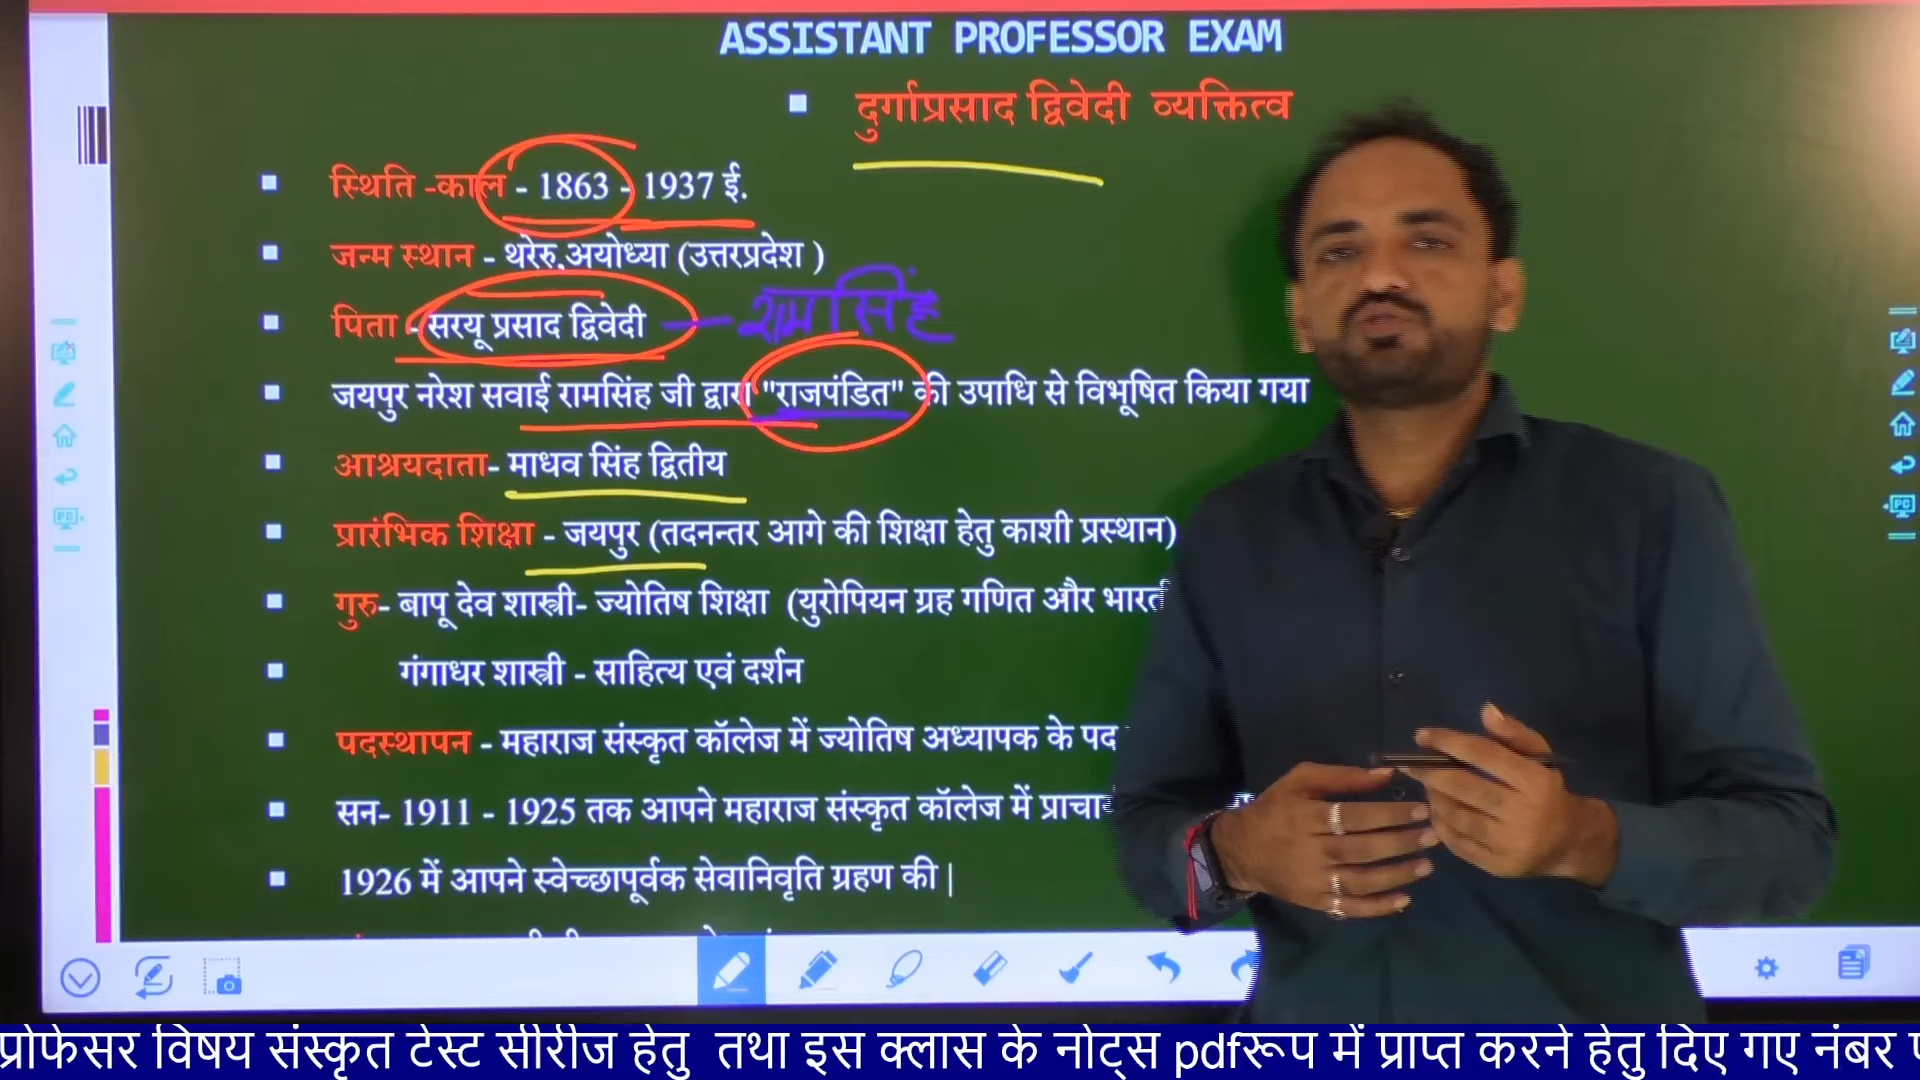 ASSISTANT PROFESSOR EXAM
दुर्गाप्रसाद द्विवेदी व्यक्तित्व
स्थिति -काल - 1863 - 1937 ई.
जन्म स्थान - थरेरु,अयोध्या (उत्तरप्रदेश )
पिता - सरयू प्रसाद द्विवेदी — रामसिंह
जयपुर नरेश सवाई रामसिंह जी द्वारा "राजपंडित" की उपाधि से विभूषित किया गया
आश्रयदाता- माधव सिंह द्वितीय
प्रारंभिक शिक्षा - जयपुर (तदनन्तर आगे की शिक्षा हेतु काशी प्रस्थान)
गुरु- बापू देव शास्त्री- ज्योतिष शिक्षा (युरोपियन ग्रह गणित और
गंगाधर शास्त्री - साहित्य एवं दर्शन
पदस्थापन - महाराज संस्कृत कॉलेज में ज्योतिष अध्यापक के पद
सन- 1911 - 1925 तक आपने महाराज संस्कृत कॉलेज में
1926 में आपने स्वेच्छापूर्वक सेवानिवृति ग्रहण की |
प्रोफेसर विषय संस्कृत टेस्ट सीरीज हेतु तथा इस क्लास के नोट्स pdfरूप में प्राप्त करने हेतु दिए गए नंबर